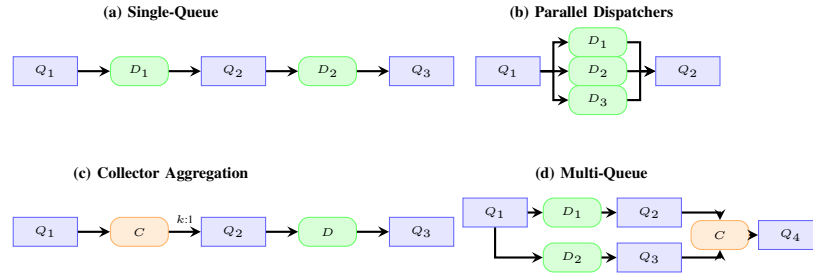 (a) Single-Queue
Q₁ D₁ Q₂ D₂ Q₃
(b) Parallel Dispatchers
D₁
Q₁ D₂ Q₂
D₃
(c) Collector Aggregation
Q₁ C k:1 Q₂ D Q₃
(d) Multi-Queue
Q₁ D₁ Q₂
C Q₄
D₂ Q₃